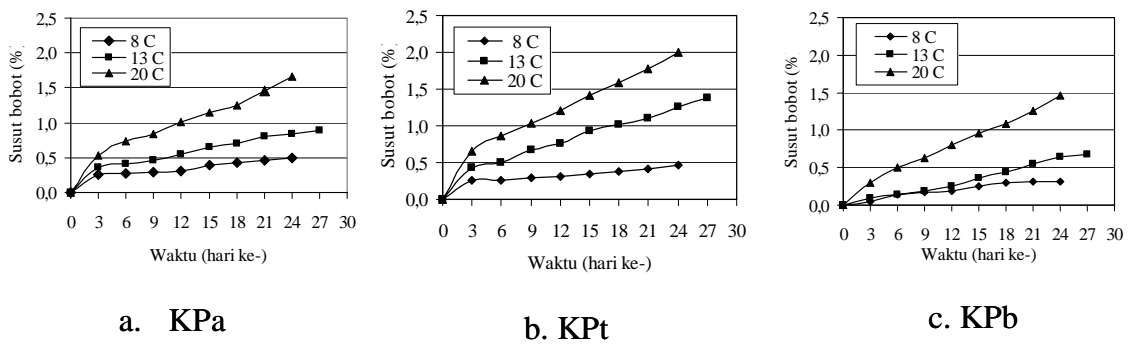 Susut bobot (%)
2,5
2,0
1,5
1,0
0,5
0,0
8 C
13 C
20 C
0 3 6 9 12 15 18 21 24 27 30
Waktu (hari ke-)
a. KPa
Susut bobot (%
2,5
2,0
1,5
1,0
0,5
0,0
8 C
13 C
20 C
0 3 6 9 12 15 18 21 24 27 30
Waktu (hari ke-)
b. KPt
Susut bobot (%
2,5
2,0
1,5
1,0
0,5
0,0
8 C
13 C
20 C
0 3 6 9 12 15 18 21 24 27 30
Waktu (hari ke-)
c. KPb